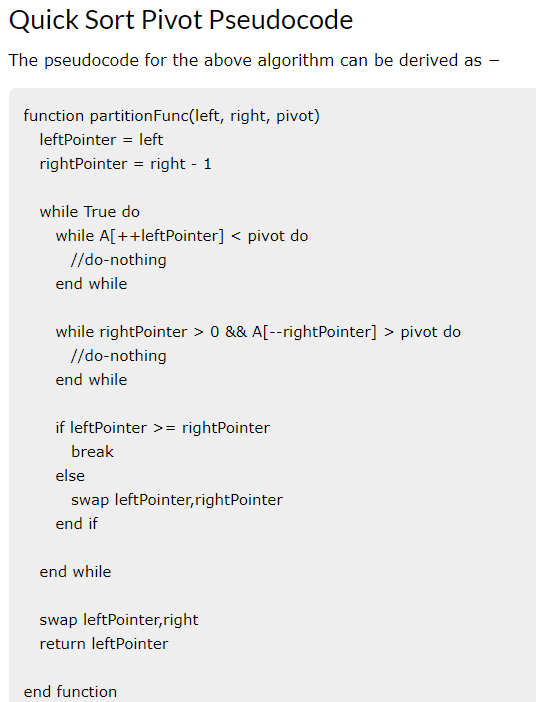 Quick Sort Pivot Pseudocode
The pseudocode for the above algorithm can be derived as −
function partitionFunc(left, right, pivot)
leftPointer = left
rightPointer = right - 1
while True do
while A[++leftPointer] < pivot do
//do-nothing
end while
while rightPointer > 0 && A[--rightPointer] > pivot do
//do-nothing
end while
if leftPointer >= rightPointer
break
else
swap leftPointer,rightPointer
end if
end while
swap leftPointer,right
return leftPointer
end function